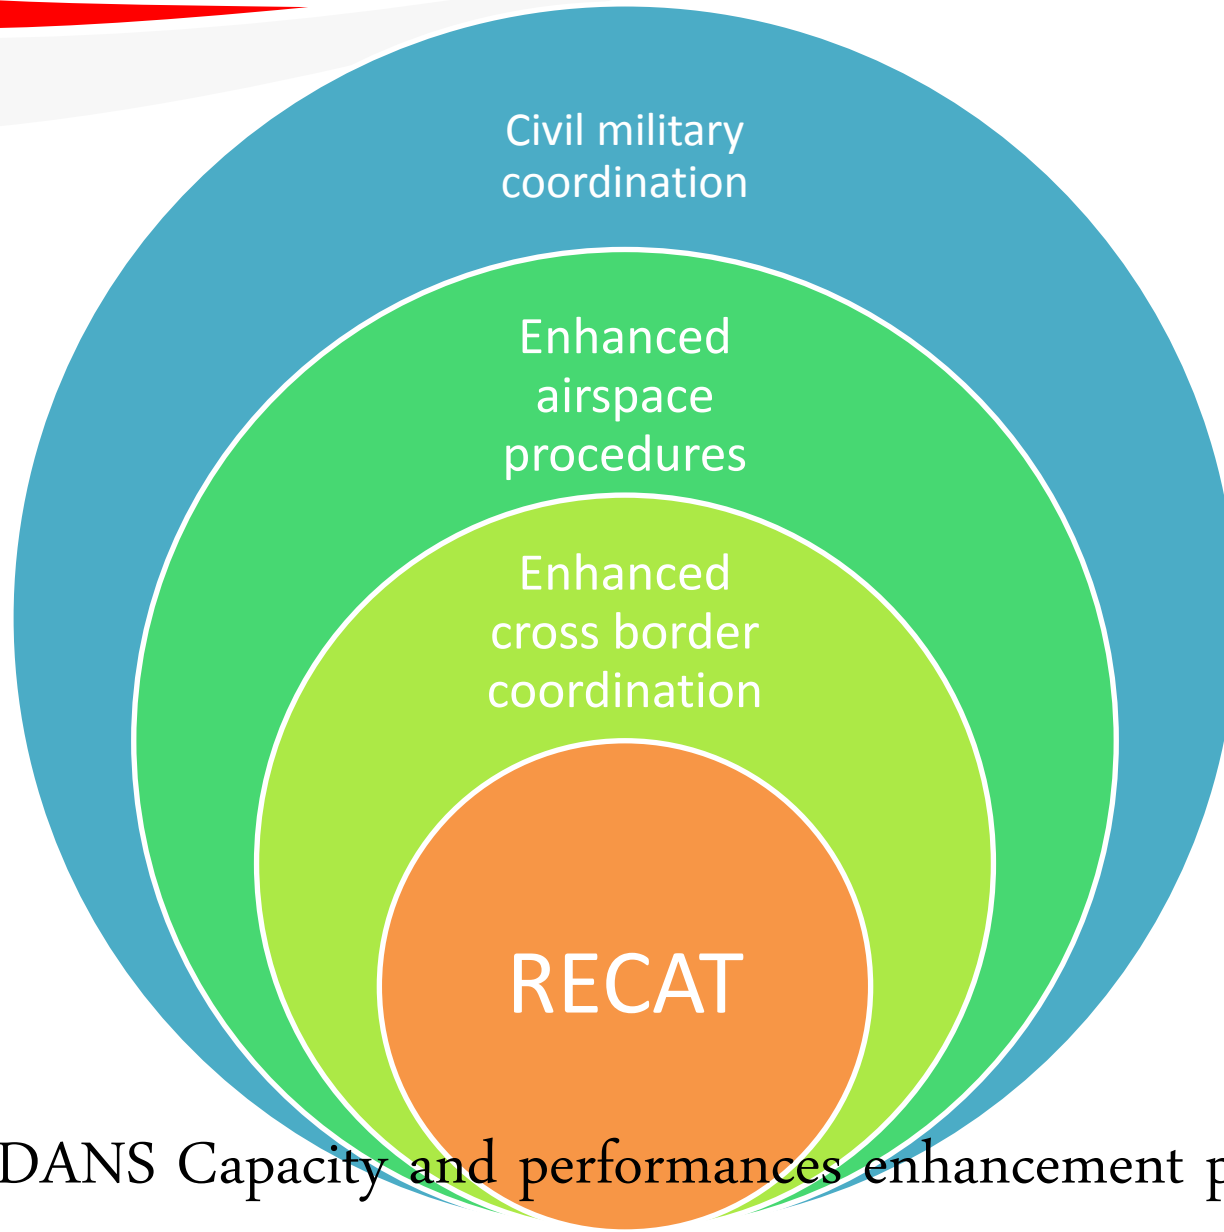 Civil military
coordination
Enhanced
airspace
procedures
Enhanced
cross border
coordination
RECAT
DANS Capacity and performances enhancement p